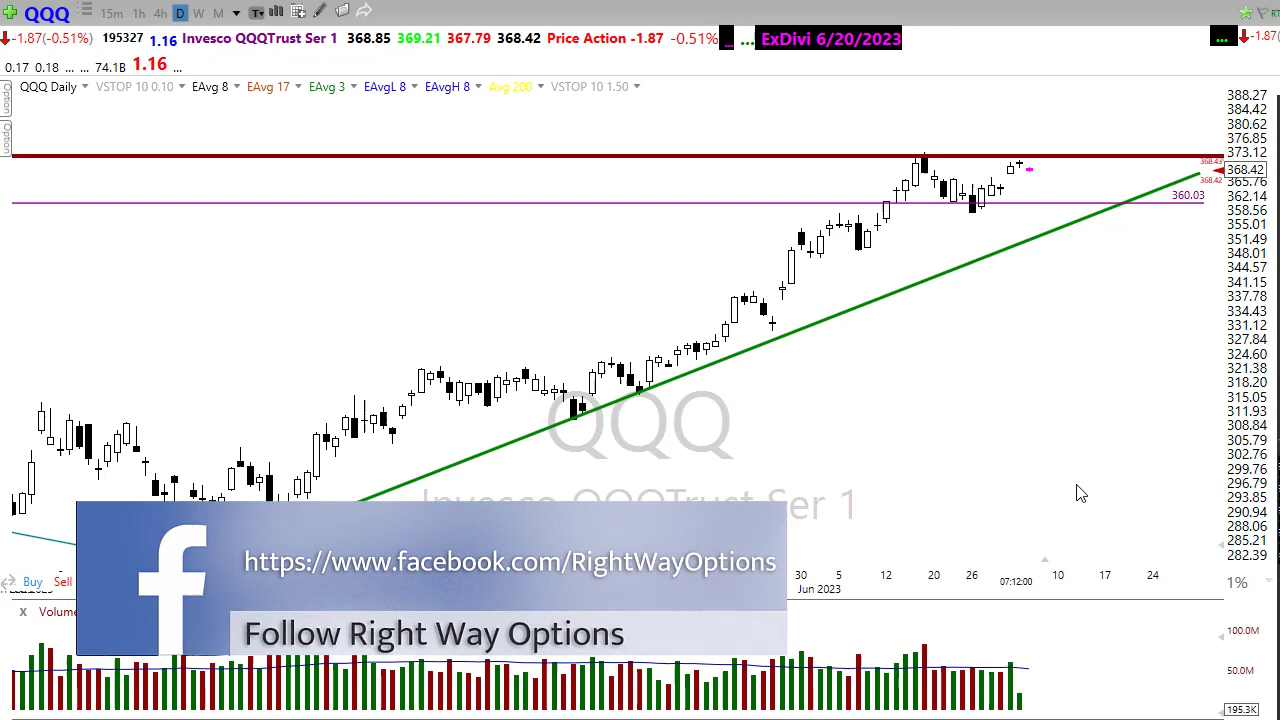 QQQ 15m 1h 4h D W M T
-1.87(-0.51%) 195327 1.16 Invesco QQQTrust Ser 1 368.85 369.21 367.79 368.42 Price Action -1.87 -0.51% ... ... ExDivi 6/20/2023 ... -1.87(
0.17 0.18 ... ... 74.1B 1.16 ...
QQQ Daily VSTOP 10 0.10 EAvg 8 EAvg 17 EAvg 3 EAvgL 8 EAvgH 8 Avg 200 VSTOP 10 1.50
Option
Option
388.27
384.42
380.62
376.85
373.12
368.43
368.42
368.42
365.76
362.14
360.03
358.56
355.01
351.49
348.01
344.57
341.15
337.78
334.43
331.12
327.84
324.60
321.38
318.20
315.05
311.93
308.84
305.79
302.76
299.76
296.79
293.85
290.94
288.06
285.21
282.39
QQQ
Invesco QQQTrust Ser 1
https://www.facebook.com/RightWayOptions
Follow Right Way Options
Buy Sell
30 5 12 20 26 07:12:00 10 17 24
Jun 2023
1%
X Volume
100.0M
50.0M
195.3K